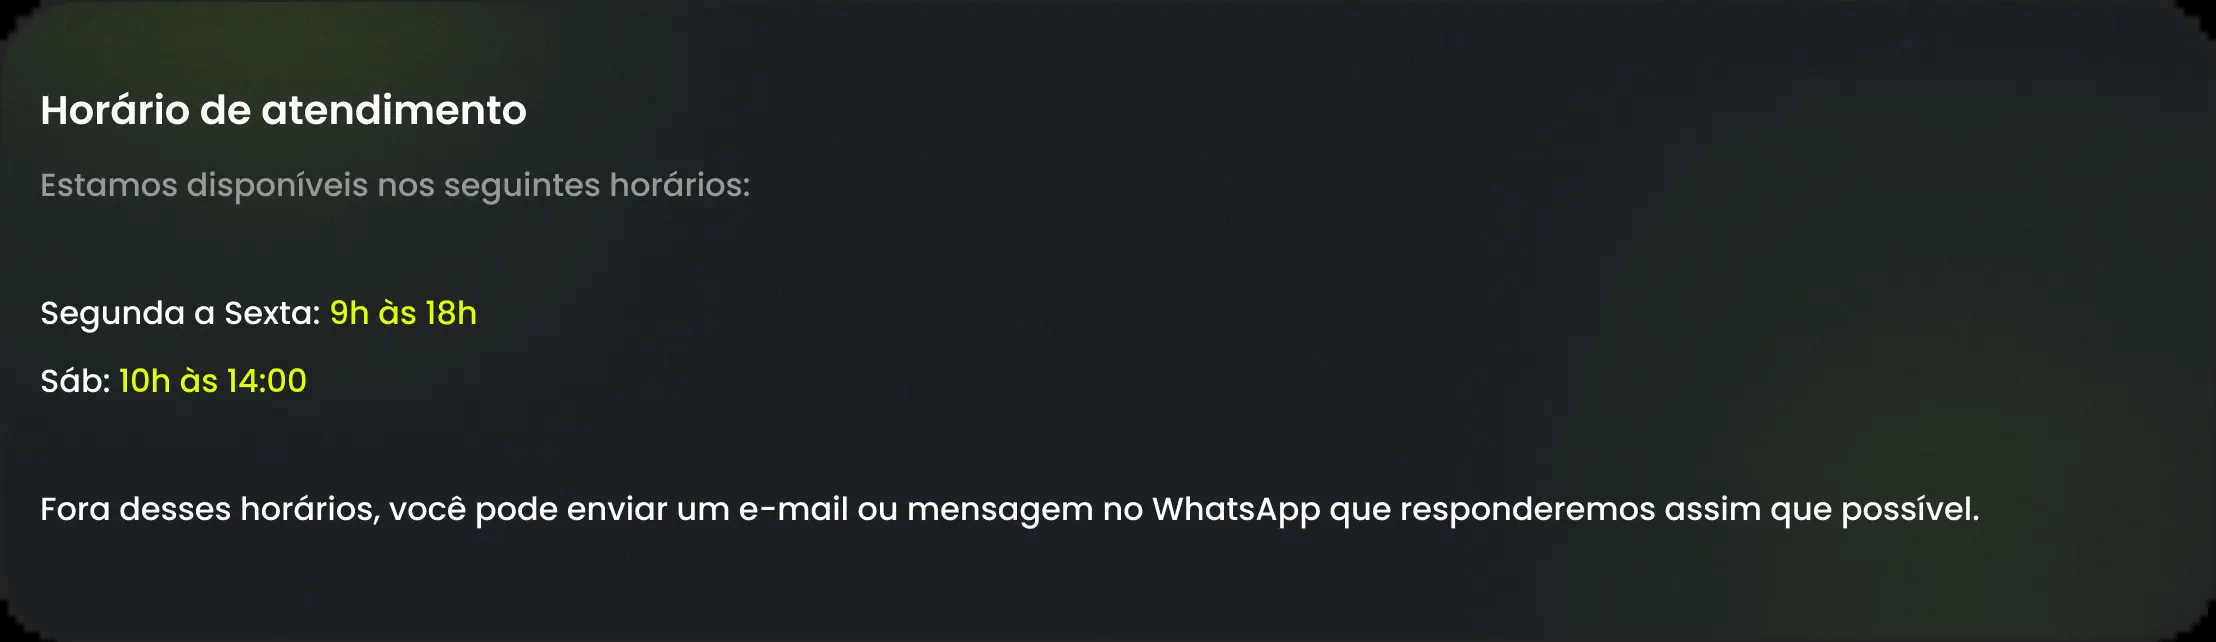 Horário de atendimento
Estamos disponíveis nos seguintes horários:
Segunda a Sexta: 9h às 18h
Sáb: 10h às 14:00
Fora desses horários, você pode enviar um e-mail ou mensagem no WhatsApp que responderemos assim que possível.